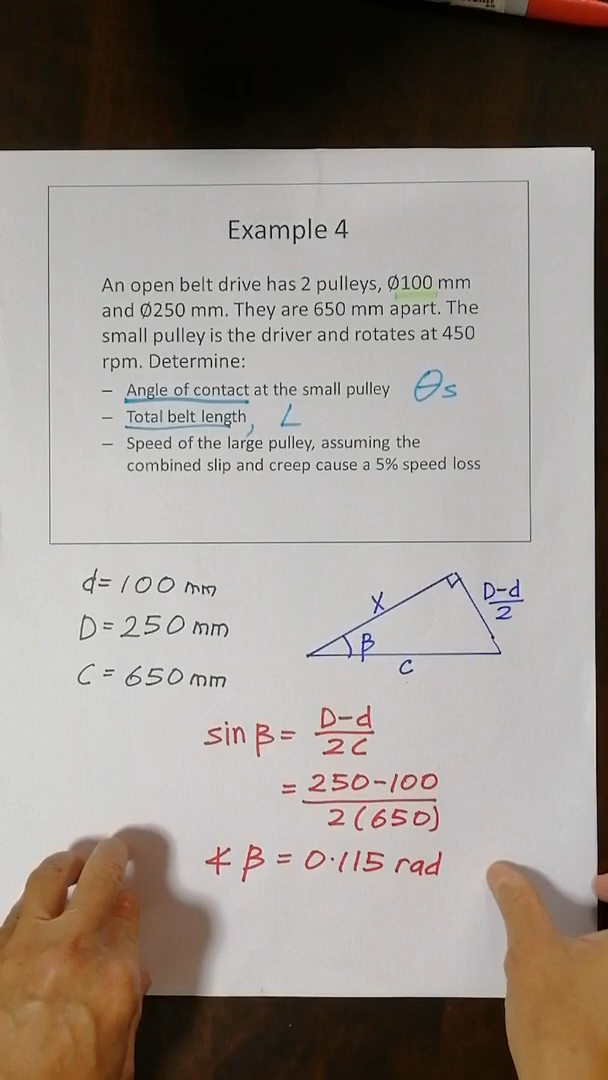 Example 4
An open belt drive has 2 pulleys, Ø100 mm
and Ø250 mm. They are 650 mm apart. The
small pulley is the driver and rotates at 450
rpm. Determine:
– Angle of contact at the small pulley θs
– Total belt length, L
– Speed of the large pulley, assuming the
combined slip and creep cause a 5% speed loss
d = 100 mm
D = 250 mm
C = 650 mm
x
D-d
2
β
C
sin β = D-d
2C
= 250-100
2(650)
∡ β = 0.115 rad